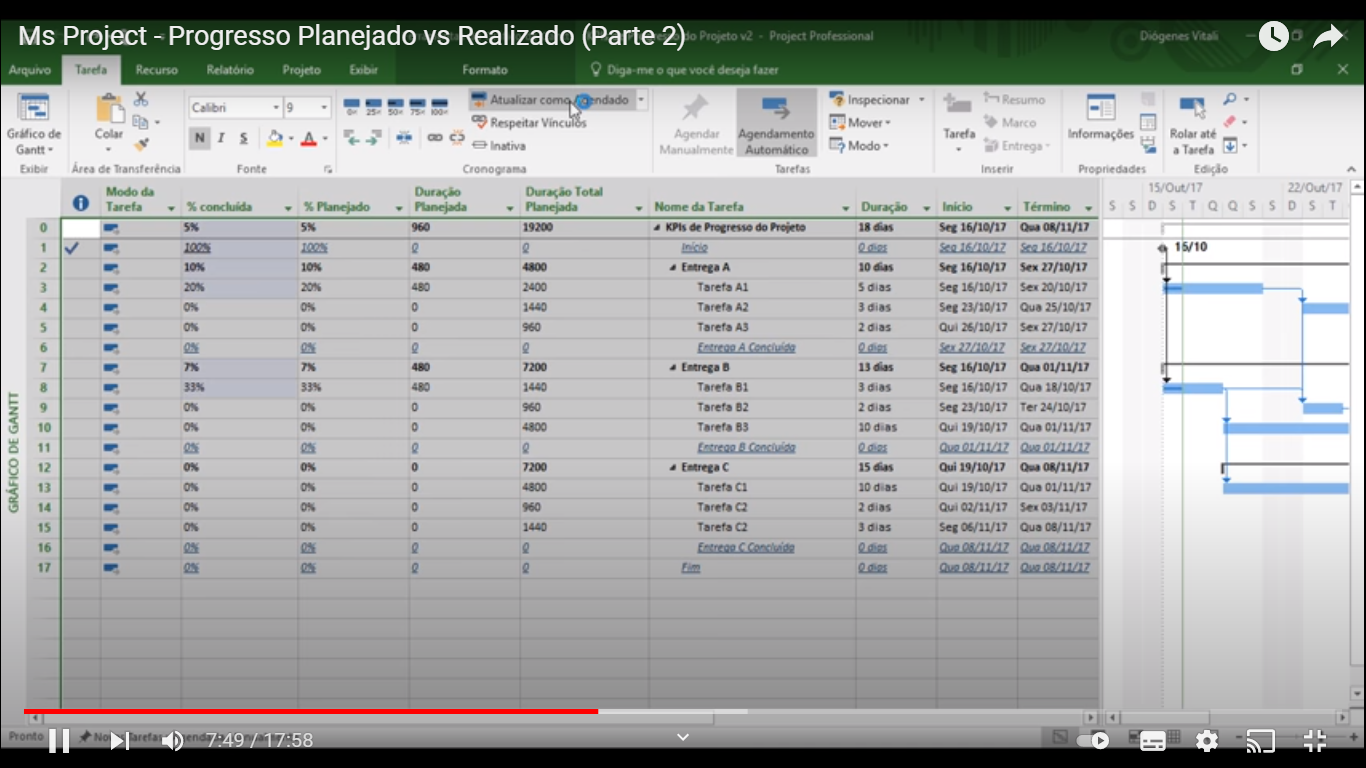 Ms Project - Progresso Planejado vs Realizado (Parte 2)
do Projeto v2 - Project Professional
Diógenes Vitali
Arquivo Tarefa Recurso Relatório Projeto Exibir Formato Diga-me o que você deseja fazer
Gráfico de Gantt
Exibir
Colar
Área de Transferência
Calibri 9
N I S
Fonte
0% 25% 50% 75% 100%
Atualizar como Agendado
Respeitar Vínculos
Inativa
Cronograma
Agendar Manualmente
Agendamento Automático
Inspecionar
Mover
Modo
Tarefas
Tarefa
Resumo
Marco
Entrega
Inserir
Informações
Propriedades
Rolar até a Tarefa
Edição
Modo da Tarefa % concluída % Planejado Duração Planejada Duração Total Planejada Nome da Tarefa Duração Início Término
15/Out/17 22/Out/17
S S D S T Q Q S S D S T
0 5% 5% 960 19200 KPIs de Progresso do Projeto 18 dias Seg 16/10/17 Qua 08/11/17
1 100% 100% 0 0 Início 0 dias Seg 16/10/17 Seg 16/10/17
15/10
2 10% 10% 480 4800 Entrega A 10 dias Seg 16/10/17 Sex 27/10/17
3 20% 20% 480 2400 Tarefa A1 5 dias Seg 16/10/17 Sex 20/10/17
4 0% 0% 0 1440 Tarefa A2 3 dias Seg 23/10/17 Qua 25/10/17
5 0% 0% 0 960 Tarefa A3 2 dias Qui 26/10/17 Sex 27/10/17
6 0% 0% 0 0 Entrega A Concluída 0 dias Sex 27/10/17 Sex 27/10/17
7 7% 7% 480 7200 Entrega B 13 dias Seg 16/10/17 Qua 01/11/17
8 33% 33% 480 1440 Tarefa B1 3 dias Seg 16/10/17 Qua 18/10/17
9 0% 0% 0 960 Tarefa B2 2 dias Seg 23/10/17 Ter 24/10/17
10 0% 0% 0 4800 Tarefa B3 10 dias Qui 19/10/17 Qua 01/11/17
11 0% 0% 0 0 Entrega B Concluída 0 dias Qua 01/11/17 Qua 01/11/17
12 0% 0% 0 7200 Entrega C 15 dias Qui 19/10/17 Qua 08/11/17
13 0% 0% 0 4800 Tarefa C1 10 dias Qui 19/10/17 Qua 01/11/17
14 0% 0% 0 960 Tarefa C2 2 dias Qui 02/11/17 Sex 03/11/17
15 0% 0% 0 1440 Tarefa C2 3 dias Seg 06/11/17 Qua 08/11/17
16 0% 0% 0 0 Entrega C Concluída 0 dias Qua 08/11/17 Qua 08/11/17
17 0% 0% 0 0 Fim 0 dias Qua 08/11/17 Qua 08/11/17
GRÁFICO DE GANTT
Pronto
7:49 / 17:58